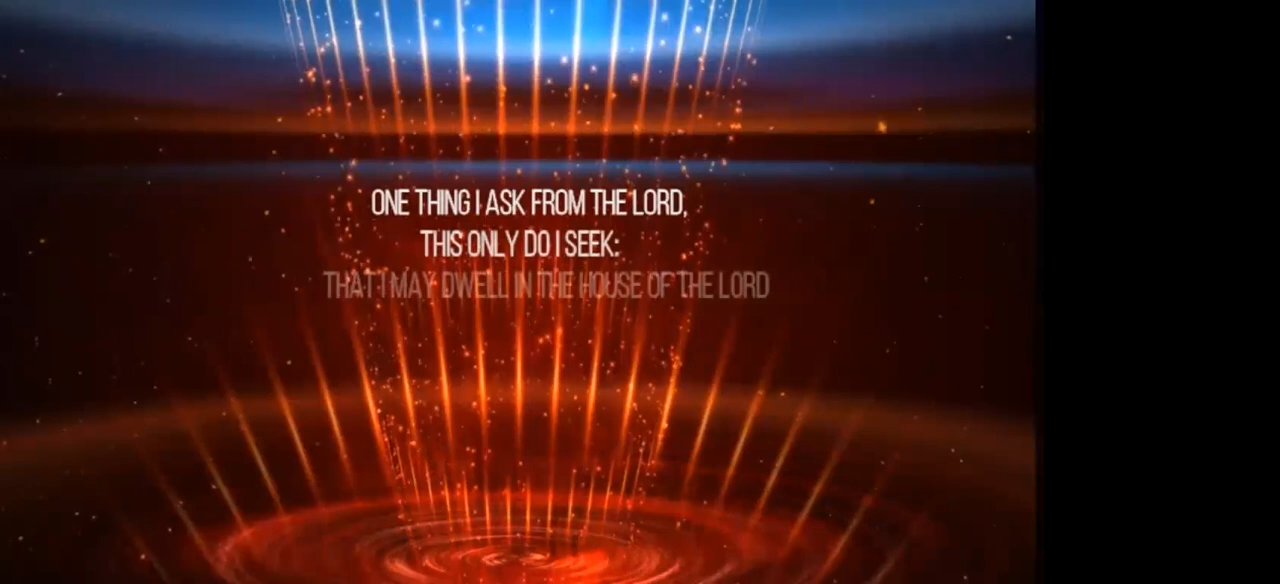 ONE THING I ASK FROM THE LORD,
THIS ONLY DO I SEEK:
THAT I MAY DWELL IN THE HOUSE OF THE LORD